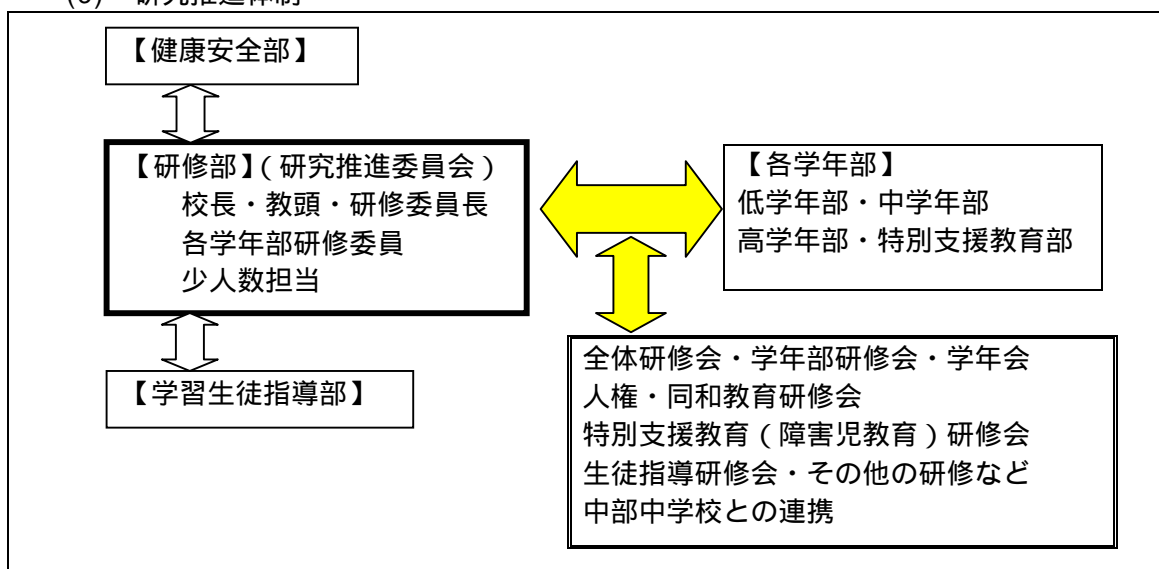 【健康安全部】
【研修部】(研究推進委員会)
校長・教頭・研修委員長
各学年部研修委員
少人数担当
【学習生徒指導部】
【各学年部】
低学年部・中学年部
高学年部・特別支援教育部
全体研修会・学年部研修会・学年会
人権・同和教育研修会
特別支援教育(障害児教育)研修会
生徒指導研修会・その他の研修など
中部中学校との連携